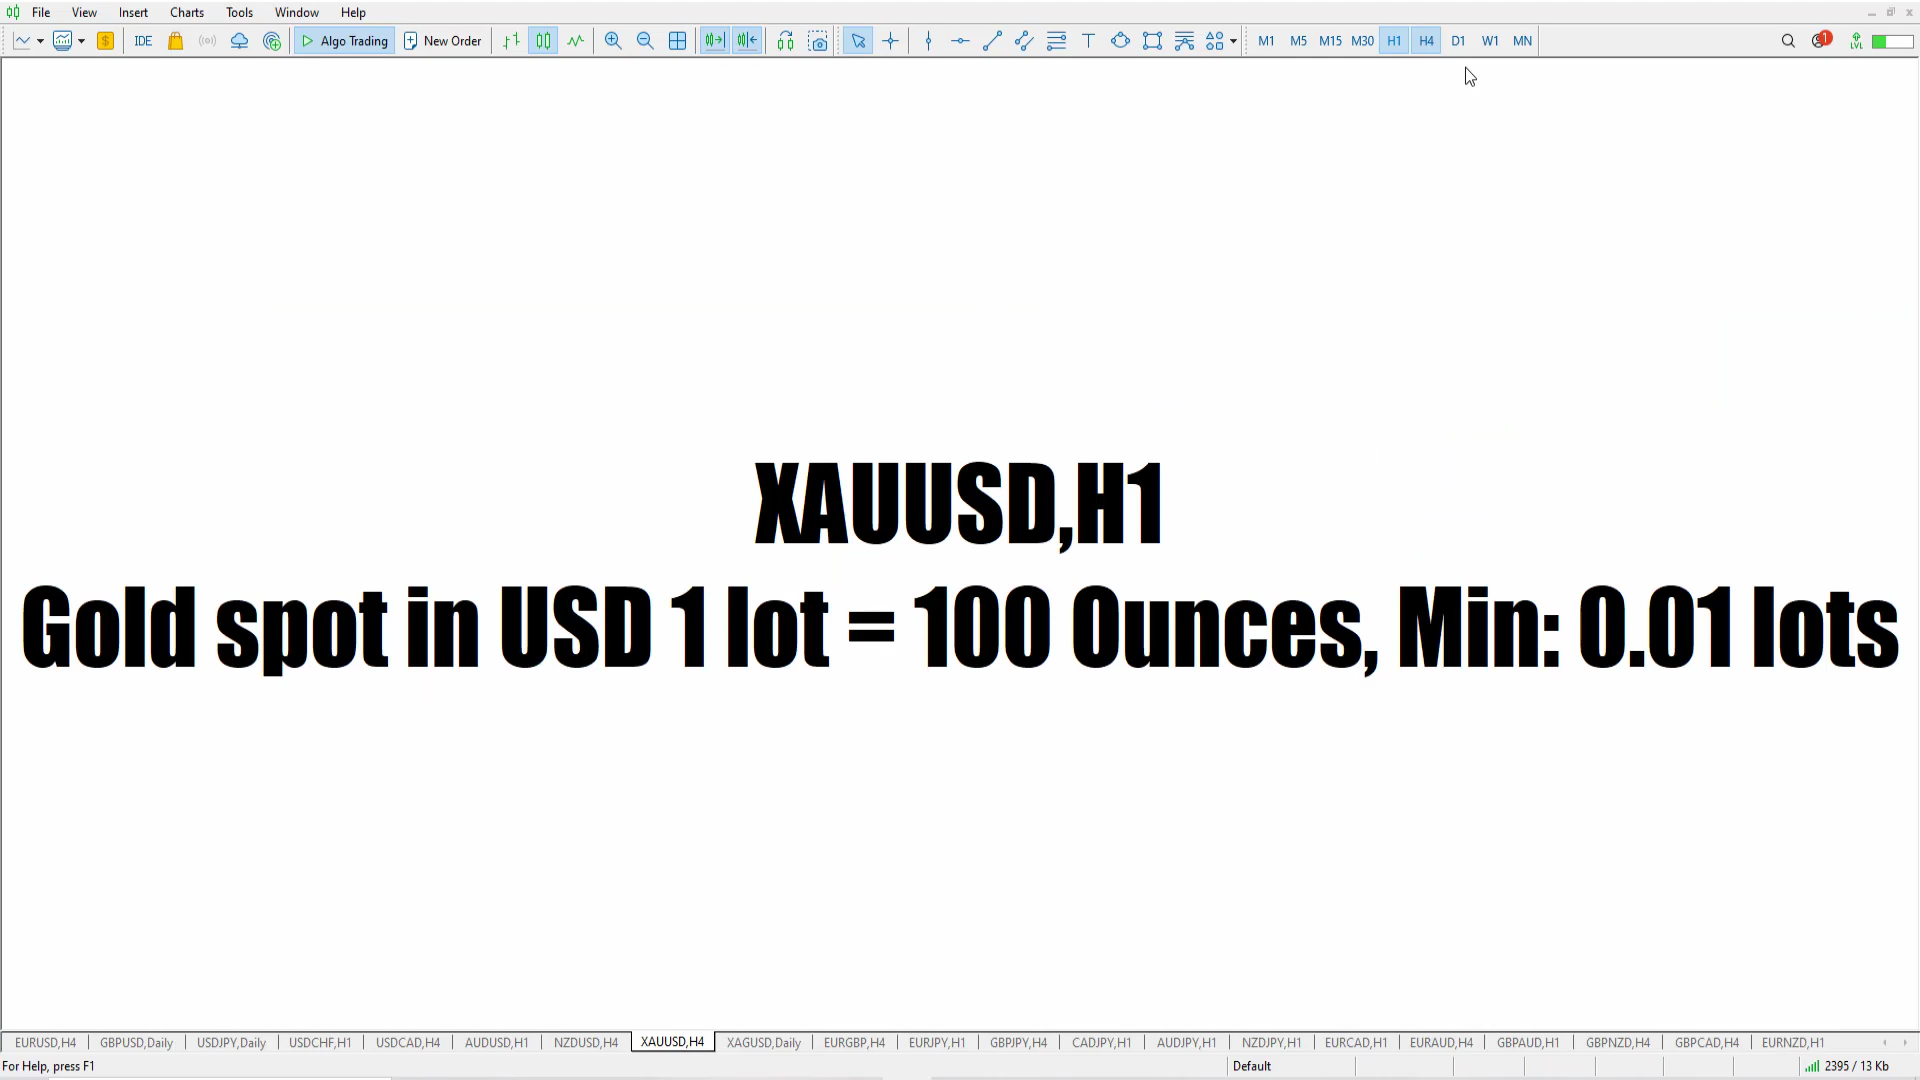 File View Insert Charts Tools Window Help
IDE Algo Trading New Order M1 M5 M15 M30 H1 H4 D1 W1 MN 1 LVL
XAUUSD,H1
Gold spot in USD 1 lot = 100 Ounces, Min: 0.01 lots
EURUSD,H4 GBPUSD,Daily USDJPY,Daily USDCHF,H1 USDCAD,H4 AUDUSD,H1 NZDUSD,H4 XAUUSD,H4 XAGUSD,Daily EURGBP,H4 EURJPY,H1 GBPJPY,H4 CADJPY,H1 AUDJPY,H1 NZDJPY,H1 EURCAD,H1 EURAUD,H4 GBPAUD,H1 GBPNZD,H4 GBPCAD,H4 EURNZD,H1
For Help, press F1 Default 2395 / 13 Kb